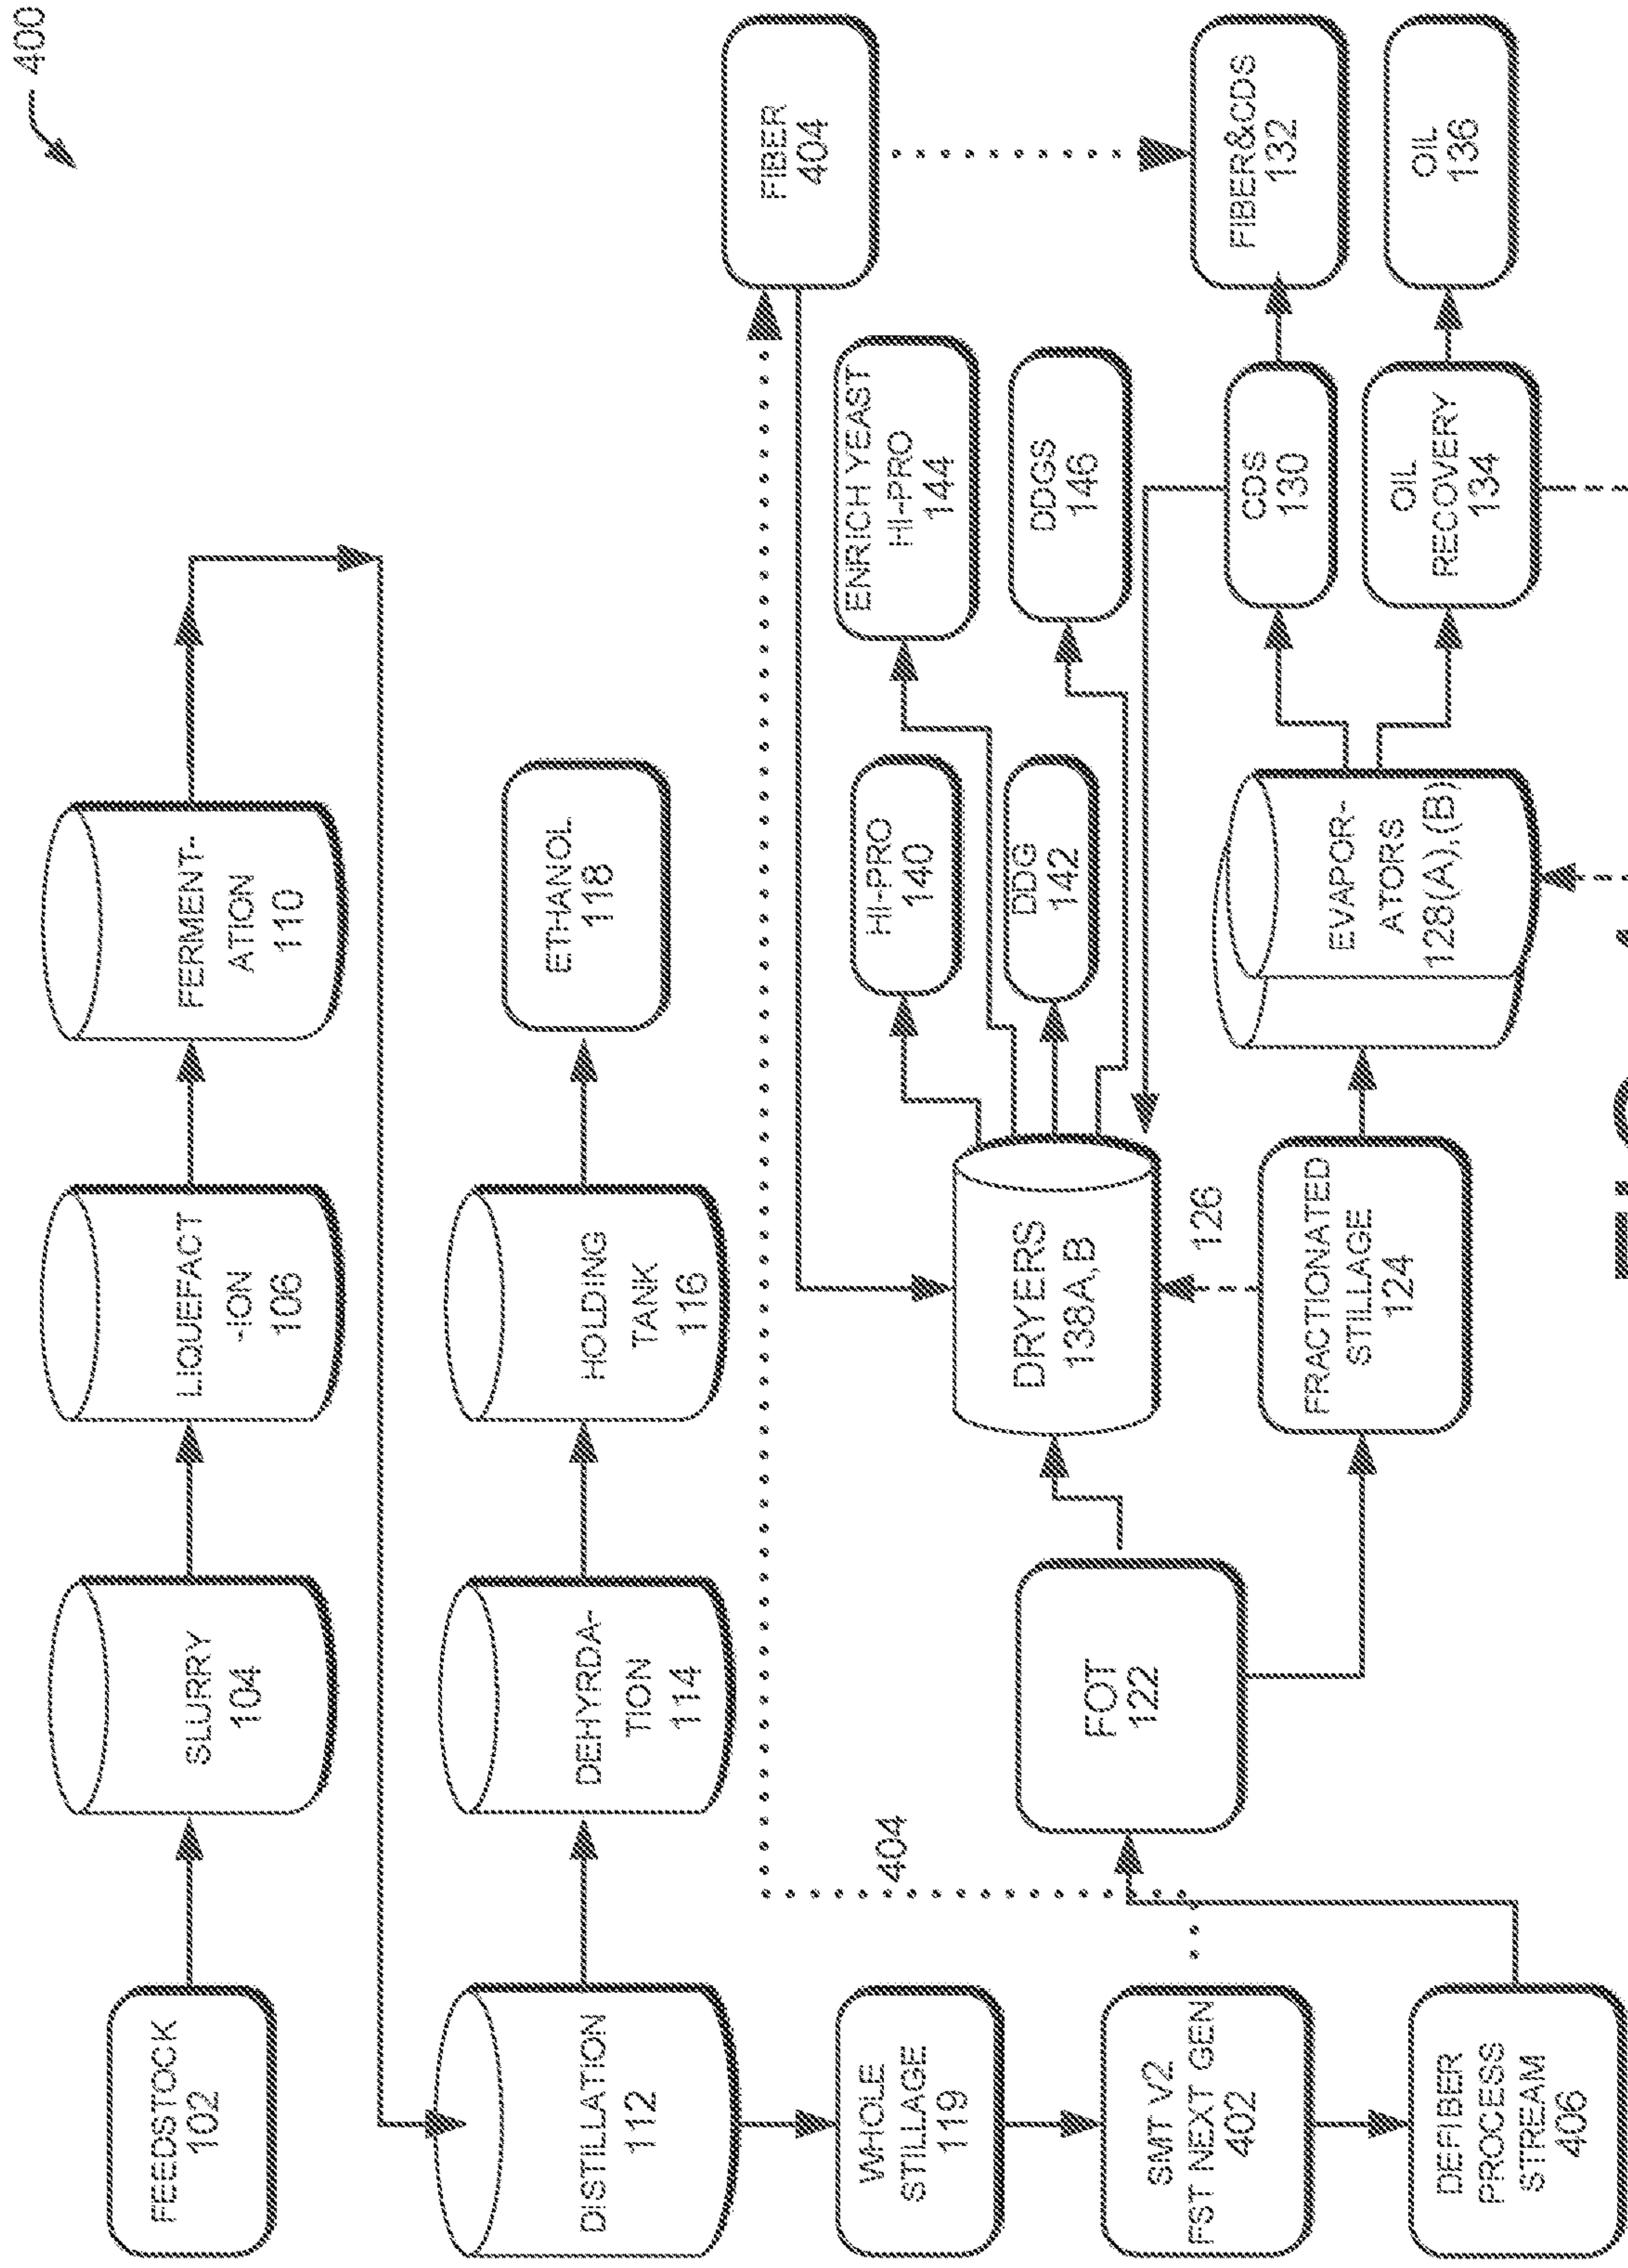 400
FEEDSTOCK
102
SLURRY
104
LIQUEFACT
-ION
106
FERMENT-
ATION
110
DISTILLATION
112
DEHYRDA-
TION
114
HOLDING
TANK
116
ETHANOL
118
WHOLE
STILLAGE
119
SMT V2
FST NEXT GEN
402
DEFIBER
PROCESS
STREAM
406
404
FOT
122
DRYERS
138A,B
126
FRACTIONATED
STILLAGE
124
HI-PRO
140
DDG
142
ENRICH YEAST
HI-PRO
144
DDGS
146
EVAPOR-
ATORS
128(A),(B)
CDS
130
OIL
RECOVERY
134
FIBER
404
FIBER&CDS
132
OIL
136